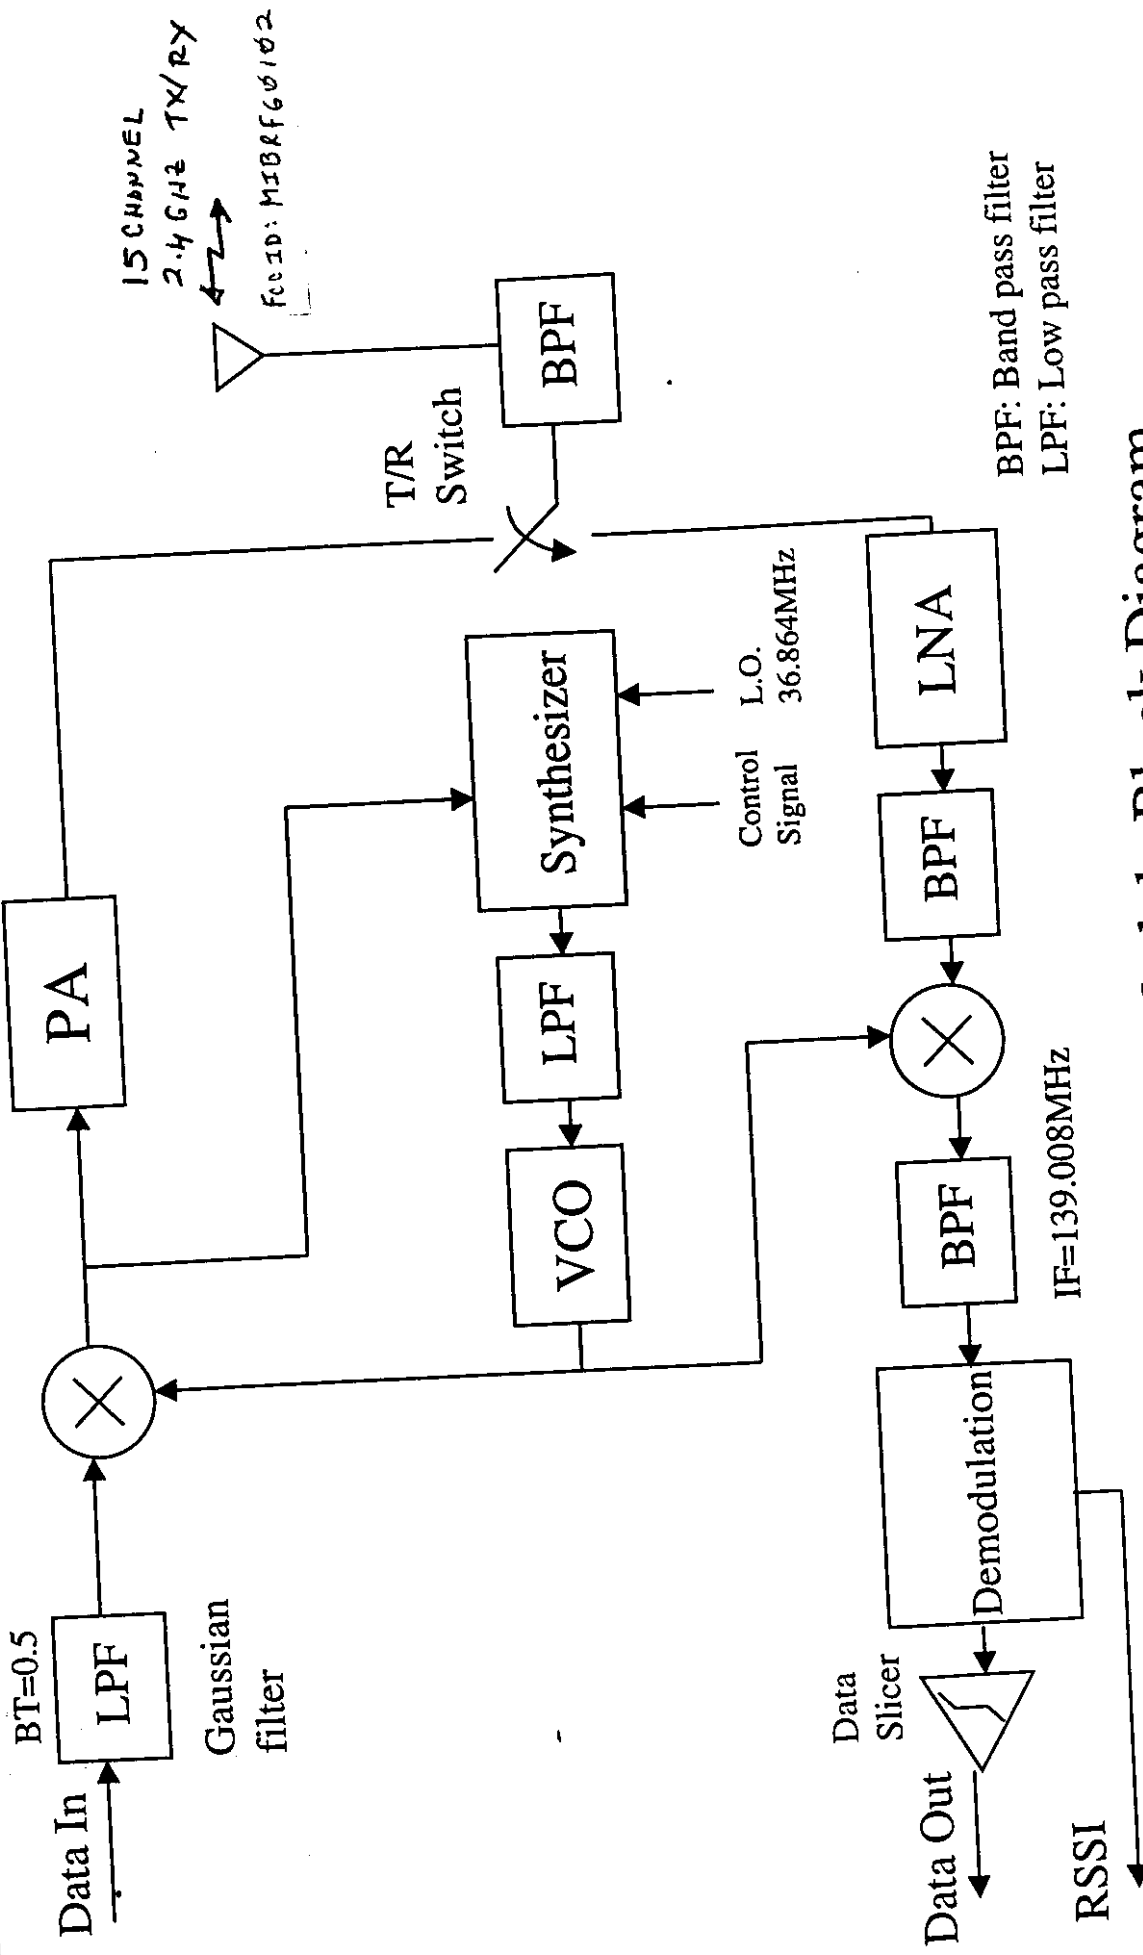 15 CHANNEL
2.4 GHZ TX/RX
FCC ID: MIBRFG0102
BT=0.5
Data In
LPF
Gaussian
filter
PA
T/R
Switch
BPF
Synthesizer
LPF
VCO
Control
Signal
L.O.
36.864MHz
LNA
BPF
BPF
IF=139.008MHz
Demodulation
Data
Slicer
Data Out
RSSI
BPF: Band pass filter
LPF: Low pass filter
Diagram